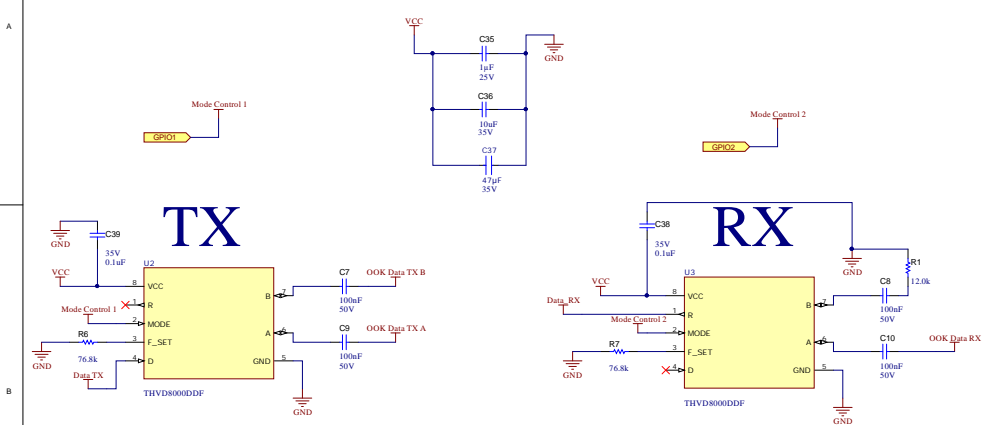 A
VCC
C35
1µF
25V
GND
C36
10uF
35V
C37
47µF
35V
Mode Control 1
GPIO1
Mode Control 2
GPIO2
TX
GND
C39
35V
0.1uF
VCC
U2
8 VCC
1 R
Mode Control 1
2 MODE
R6
3 F_SET
76.8k
GND
4 D
Data TX
B 7
A 6
GND 5
THVD8000DDF
C7
100nF
50V
OOK Data TX B
C9
100nF
50V
OOK Data TX A
GND
RX
C38
35V
0.1uF
GND
R1
12.0k
VCC
U3
8 VCC
Data_RX
1 R
Mode Control 2
2 MODE
R7
3 F_SET
76.8k
GND
4 D
B 7
A 6
GND 5
THVD8000DDF
C8
100nF
50V
C10
100nF
50V
OOK Data RX
GND
B